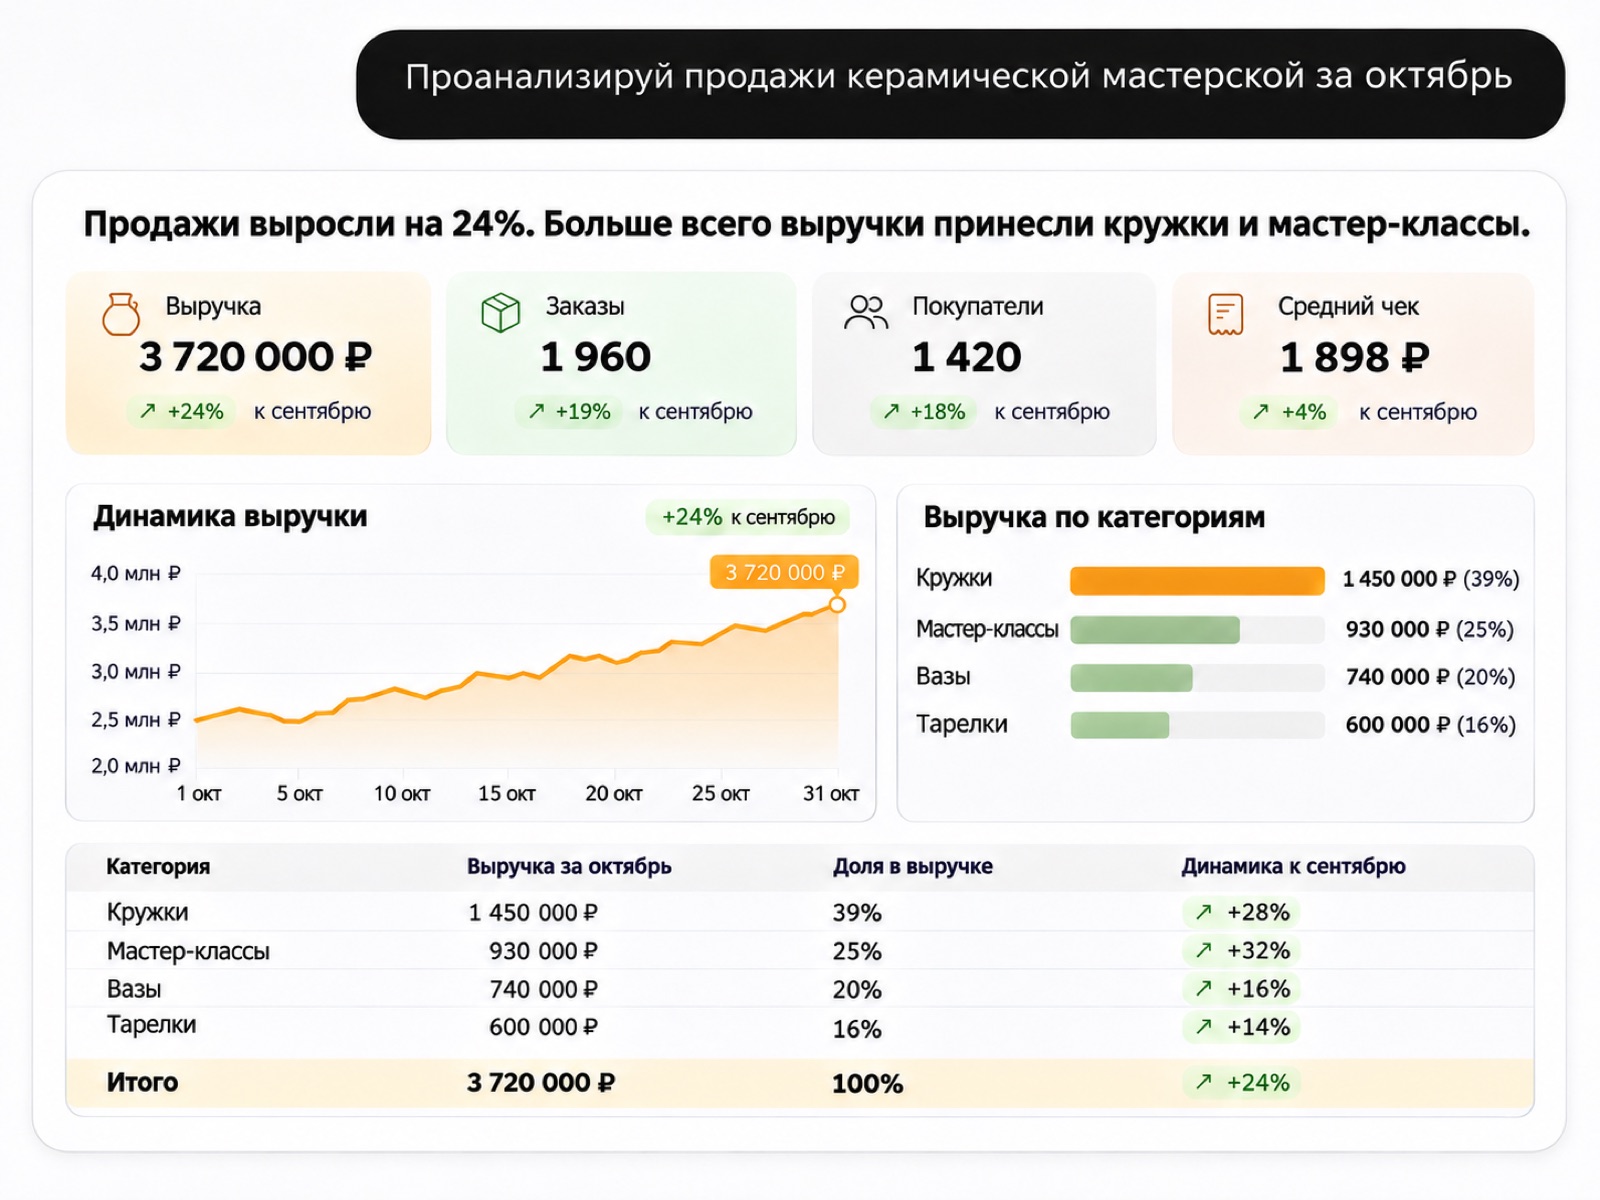 Проанализируй продажи керамической мастерской за октябрь
Продажи выросли на 24%. Больше всего выручки принесли кружки и мастер-классы.
Выручка
3 720 000 ₽
↗ +24% к сентябрю
Заказы
1 960
↗ +19% к сентябрю
Покупатели
1 420
↗ +18% к сентябрю
Средний чек
1 898 ₽
↗ +4% к сентябрю
Динамика выручки
+24% к сентябрю
3 720 000 ₽
4,0 млн ₽
3,5 млн ₽
3,0 млн ₽
2,5 млн ₽
2,0 млн ₽
1 окт 5 окт 10 окт 15 окт 20 окт 25 окт 31 окт
Выручка по категориям
Кружки 1 450 000 ₽ (39%)
Мастер-классы 930 000 ₽ (25%)
Вазы 740 000 ₽ (20%)
Тарелки 600 000 ₽ (16%)
Категория Выручка за октябрь Доля в выручке Динамика к сентябрю
Кружки 1 450 000 ₽ 39% ↗ +28%
Мастер-классы 930 000 ₽ 25% ↗ +32%
Вазы 740 000 ₽ 20% ↗ +16%
Тарелки 600 000 ₽ 16% ↗ +14%
Итого 3 720 000 ₽ 100% ↗ +24%